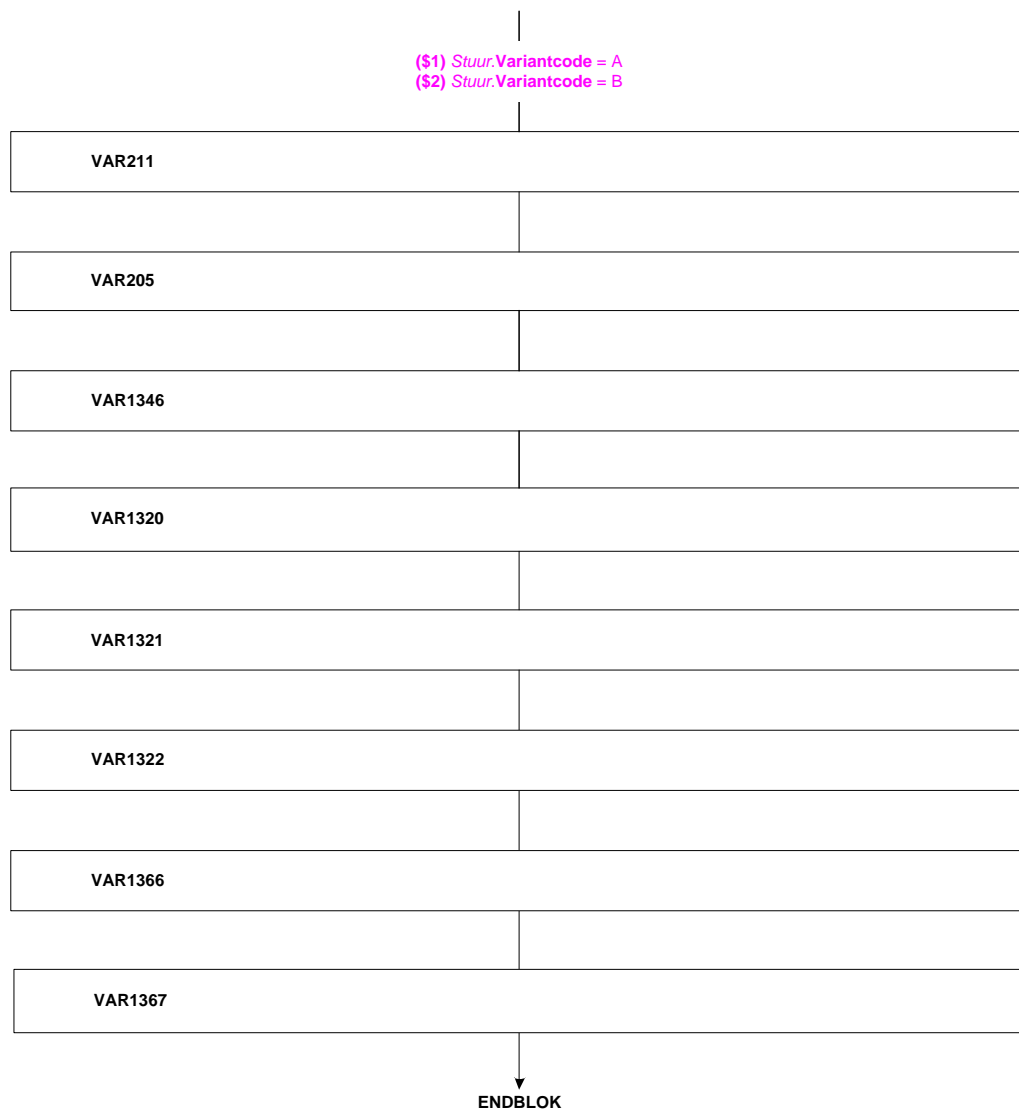 ($1) Stuur.Variantcode = A
($2) Stuur.Variantcode = B
VAR211
VAR205
VAR1346
VAR1320
VAR1321
VAR1322
VAR1366
VAR1367
ENDBLOK